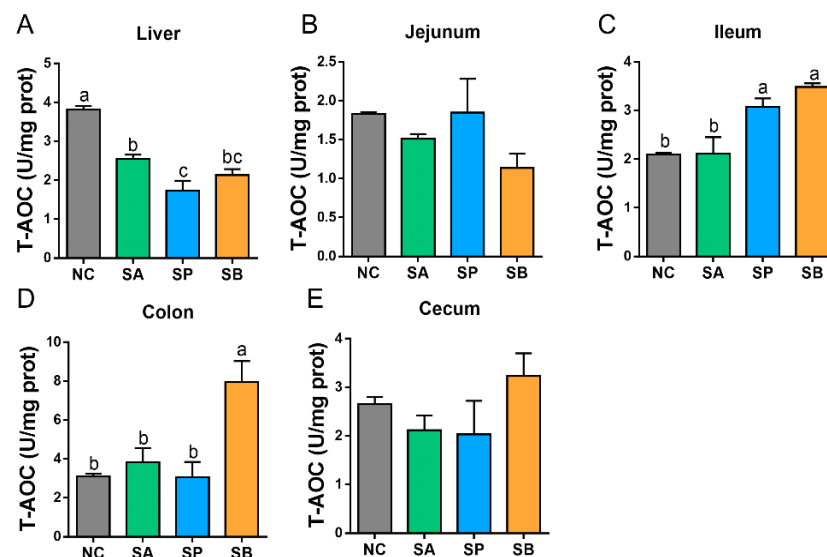 A
Liver
T-AOC (U/mg prot)
5
4
3
2
1
0
a
b
c
bc
NC SA SP SB
B
Jejunum
T-AOC (U/mg prot)
2.5
2.0
1.5
1.0
0.5
0.0
NC SA SP SB
C
Ileum
T-AOC (U/mg prot)
4
3
2
1
0
b
b
a
a
NC SA SP SB
D
Colon
T-AOC (U/mg prot)
10
8
6
4
2
0
b
b
b
a
NC SA SP SB
E
Cecum
T-AOC (U/mg prot)
4
3
2
1
0
NC SA SP SB